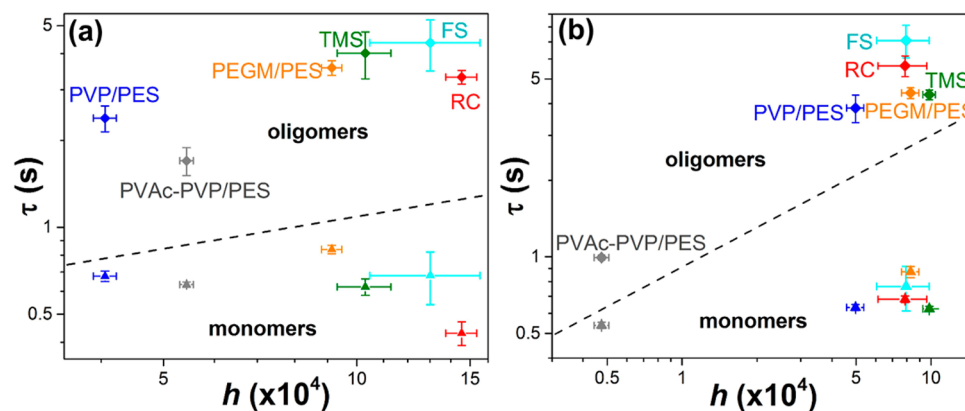 (a)
5
TMS
FS
PEGM/PES
PVP/PES
RC
oligomers
PVAc-PVP/PES
τ (s)
1
0.5
monomers
5
10
15
h (x10⁴)
(b)
FS
5
RC
TMS
PVP/PES
PEGM/PES
oligomers
τ (s)
PVAc-PVP/PES
1
monomers
0.5
0.5
1
5
10
h (x10⁴)